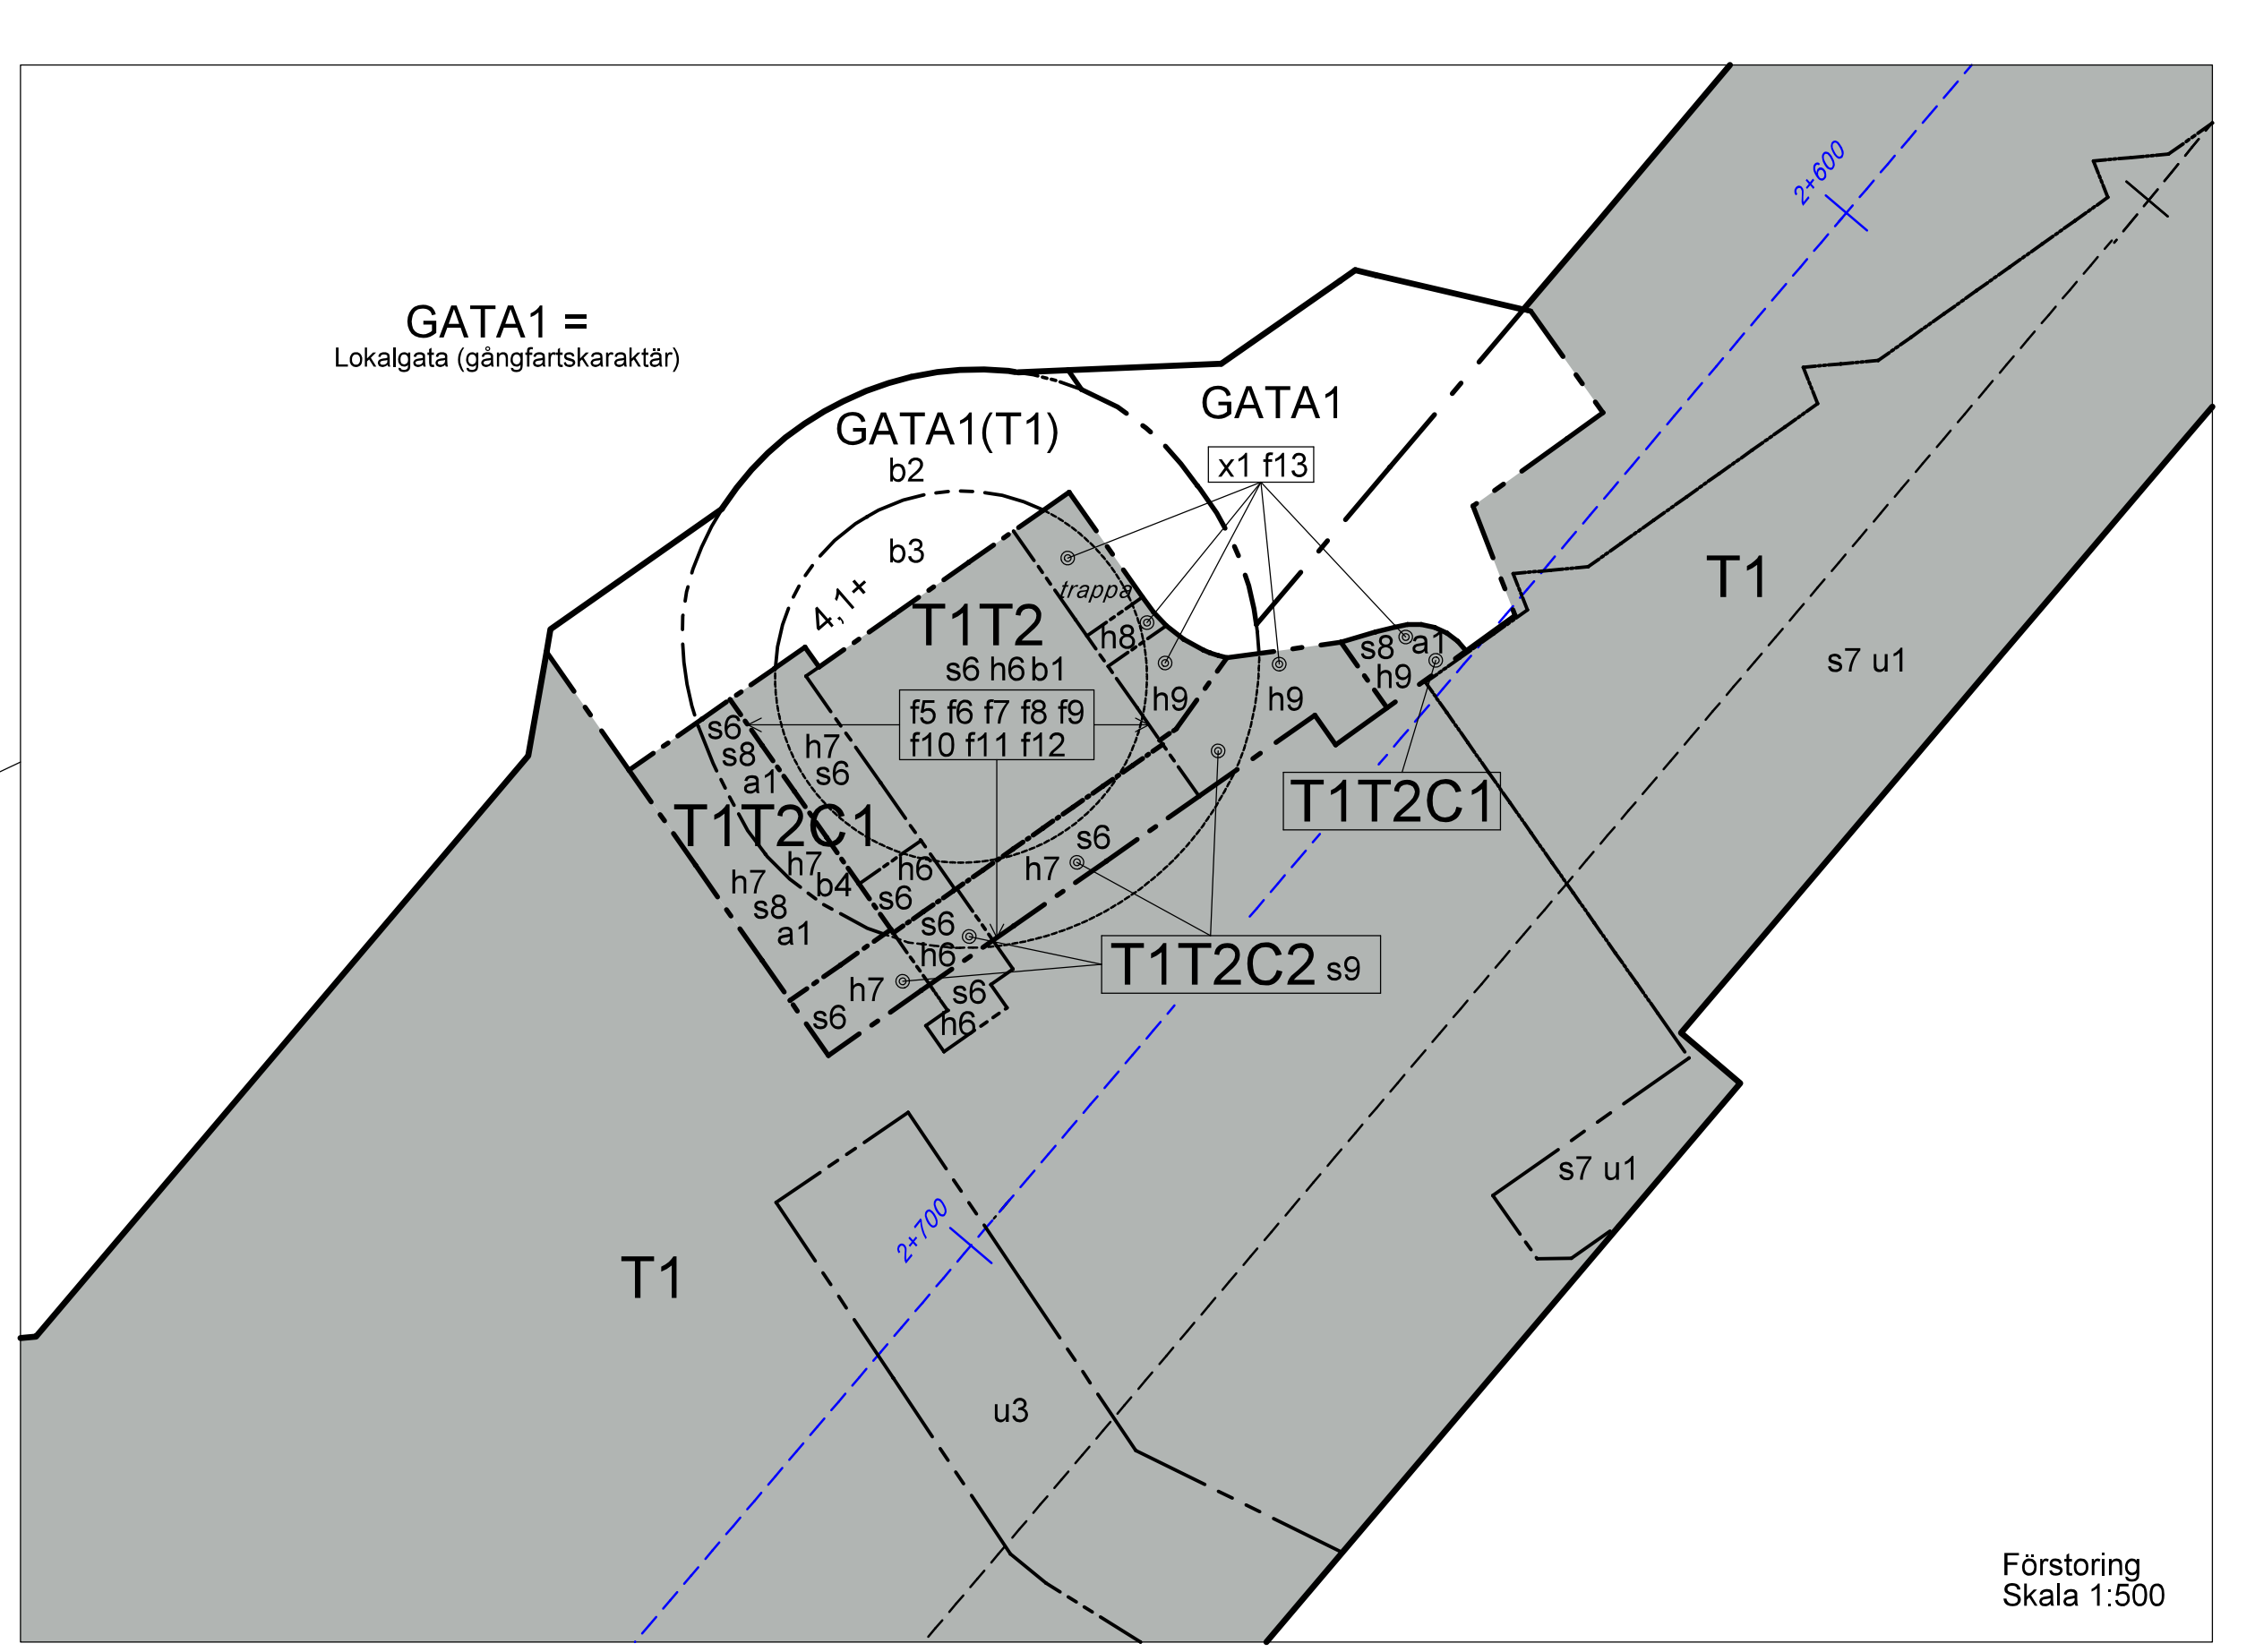 2+600
GATA1 =
Lokalgata (gångfartskaraktär)
GATA1
GATA1(T1)
b2
x1 f13
b3
4,1+
trappa
T1
T1T2
h8
s8
a1
s7 u1
s6 h6 b1
h9
h9
h9
f5 f6 f7 f8 f9
f10 f11 f12
s6
s8
a1
h7
s6
T1T2C1
T1T2C1
s6
h7
h7
b4
h6
h7
s8
a1
s6
s6
h6
T1T2C2 s9
h7
s6
s6
h6
s7 u1
2+700
T1
u3
Förstoring
Skala 1:500